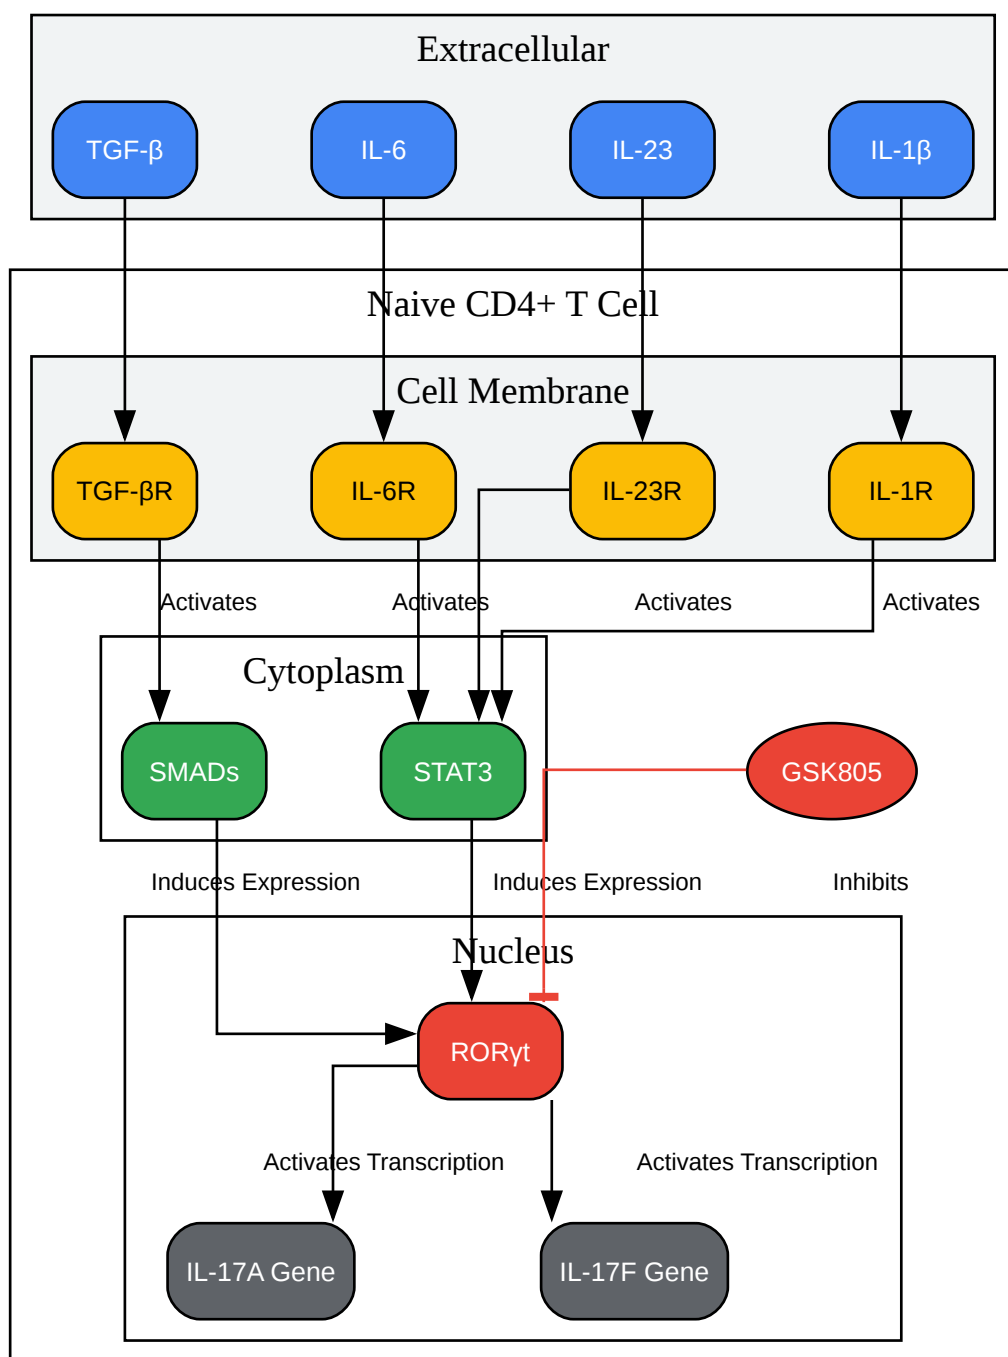 Extracellular
TGF-β
IL-6
IL-23
IL-1β
Naive CD4+ T Cell
Cell Membrane
TGF-βR
IL-6R
IL-23R
IL-1R
Activates
Activates
Activates
Activates
Cytoplasm
SMADs
STAT3
GSK805
Induces Expression
Induces Expression
Inhibits
Nucleus
RORγt
Activates Transcription
Activates Transcription
IL-17A Gene
IL-17F Gene